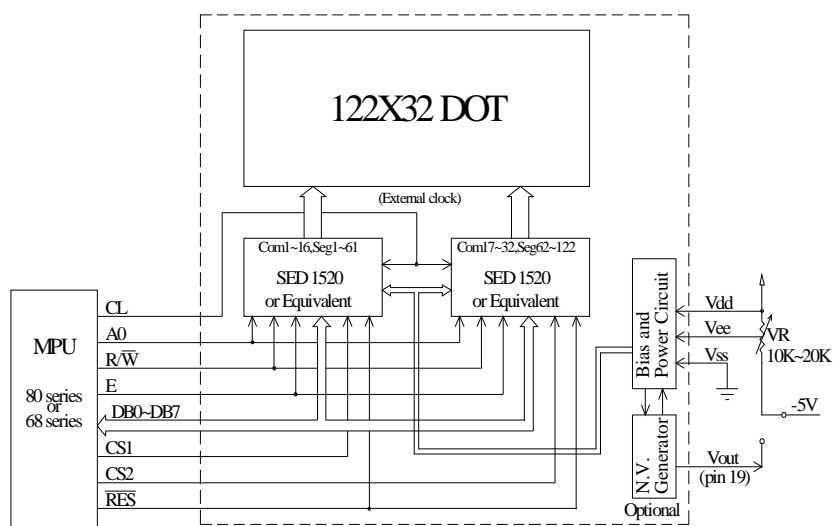 122X32 DOT
(External clock)
Com1~16,Seg1~61
SED 1520
or Equivalent
Com17~32,Seg62~122
SED 1520
or Equivalent
MPU
80 series
or
68 series
CL
A0
R/W̅
E
DB0~DB7
CS1
CS2
R̅E̅S̅
Bias and
Power Circuit
N.V.
Generator
Optional
Vdd
Vee
Vss
VR
10K~20K
-5V
Vout
(pin 19)